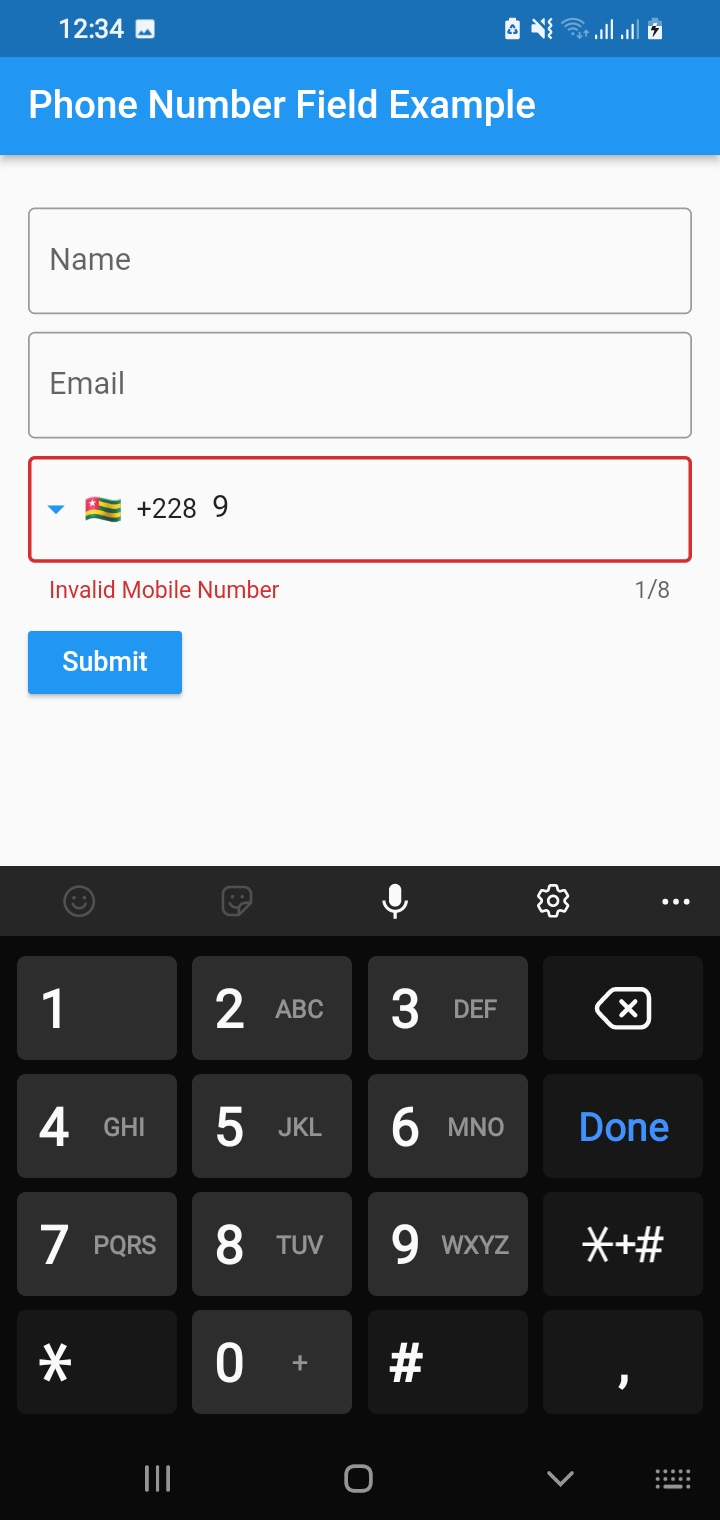 12:34
Phone Number Field Example
Name
Email
+228 9
Invalid Mobile Number 1/8
Submit
1 2 ABC 3 DEF
4 GHI 5 JKL 6 MNO Done
7 PQRS 8 TUV 9 WXYZ *+#
* 0 + # ,